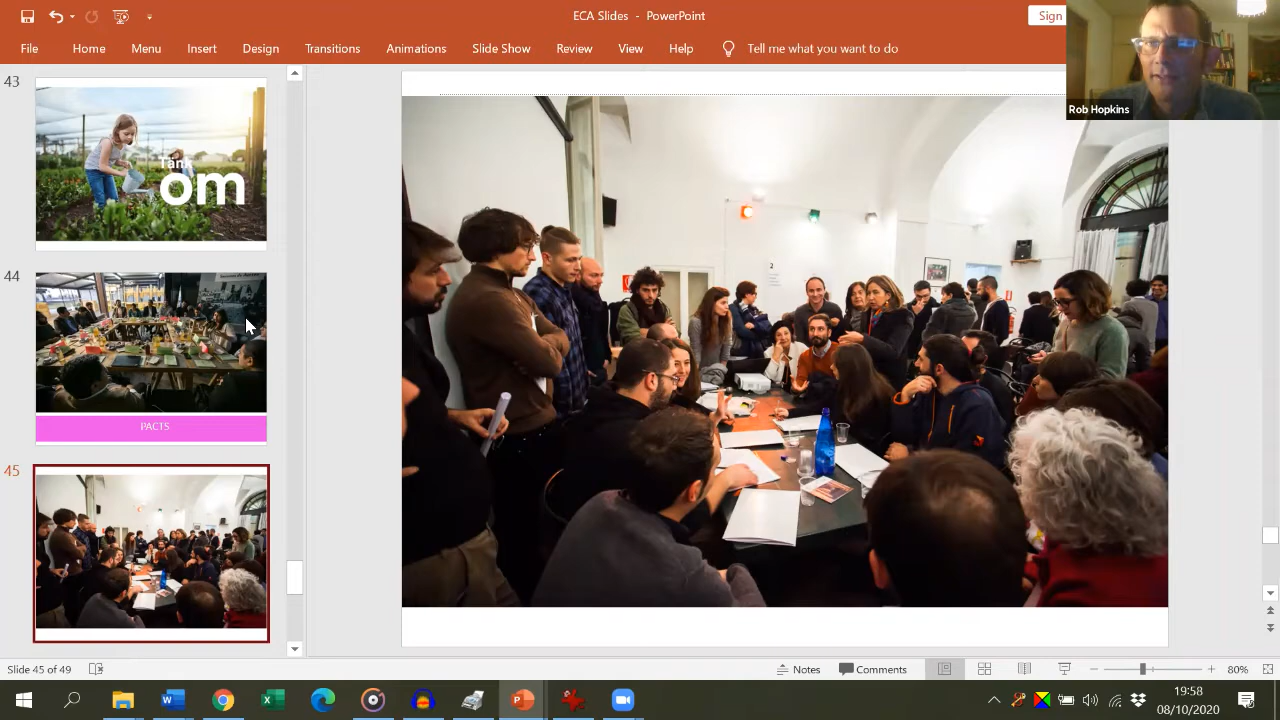 ECA Slides - PowerPoint
Sign
File Home Menu Insert Design Transitions Animations Slide Show Review View Help Tell me what you want to do
Rob Hopkins
43
Tänk
om
44
PACTS
45
2
Slide 45 of 49
Notes
Comments
80%
19:58
08/10/2020